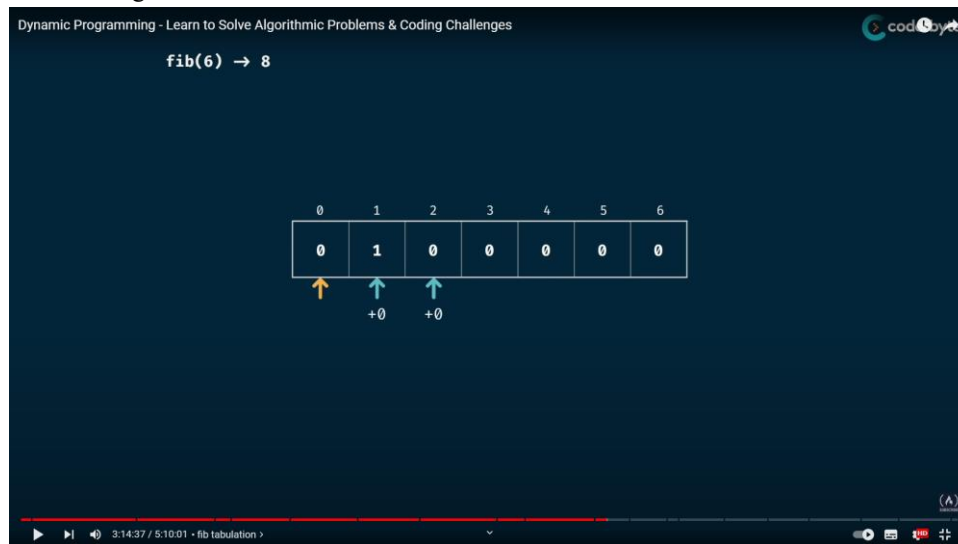 Dynamic Programming - Learn to Solve Algorithmic Problems & Coding Challenges
fib(6) → 8
0 1 2 3 4 5 6
0 1 0 0 0 0 0
+0 +0
3:14:37 / 5:10:01 • fib tabulation >
HD